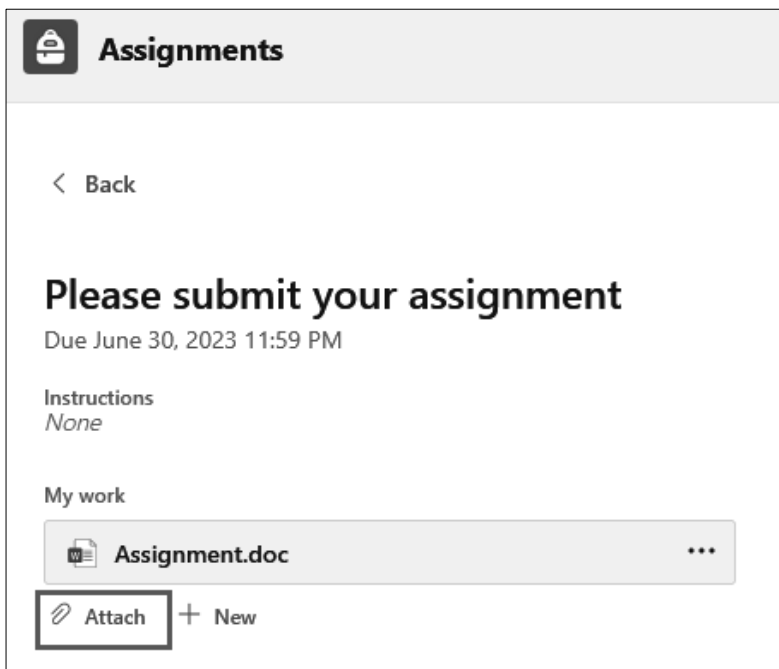 Assignments
Back
Please submit your assignment
Due June 30, 2023 11:59 PM
Instructions
None
My work
Assignment.doc
Attach New